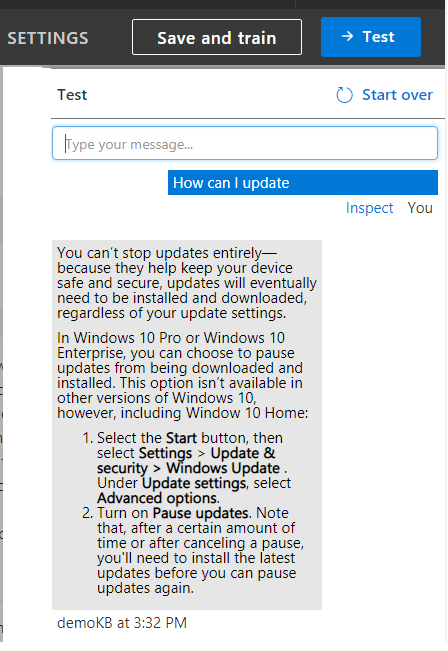 SETTINGS
Save and train
→ Test
Test
Start over
Type your message...
How can I update
Inspect You
You can't stop updates entirely—
because they help keep your device
safe and secure, updates will eventually
need to be installed and downloaded,
regardless of your update settings.
In Windows 10 Pro or Windows 10
Enterprise, you can choose to pause
updates from being downloaded and
installed. This option isn't available in
other versions of Windows 10,
however, including Window 10 Home:
1. Select the Start button, then
select Settings > Update &
security > Windows Update .
Under Update settings, select
Advanced options.
2. Turn on Pause updates. Note
that, after a certain amount of
time or after canceling a pause,
you'll need to install the latest
updates before you can pause
updates again.
demoKB at 3:32 PM